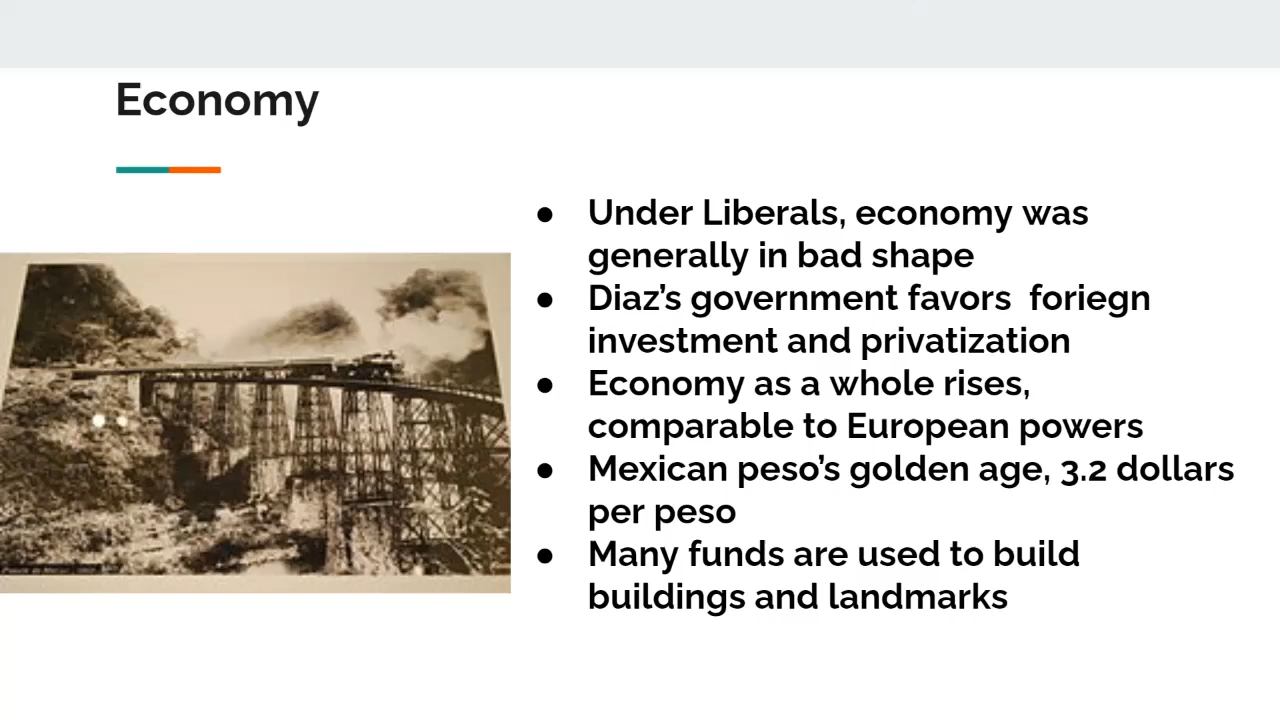 Economy
● Under Liberals, economy was
generally in bad shape
● Diaz’s government favors  foriegn
investment and privatization
● Economy as a whole rises,
comparable to European powers
● Mexican peso’s golden age, 3.2 dollars
per peso
● Many funds are used to build
buildings and landmarks